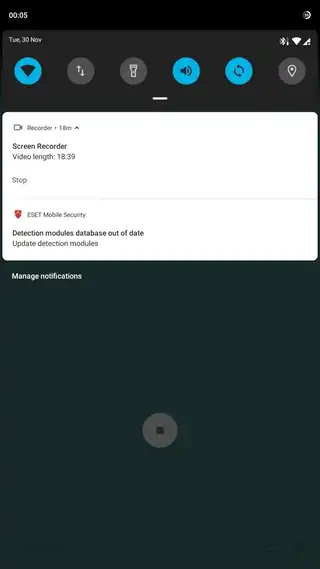 00:05
Tue, 30 Nov
Recorder • 18m
Screen Recorder
Video length: 18:39
Stop
ESET Mobile Security
Detection modules database out of date
Update detection modules
Manage notifications